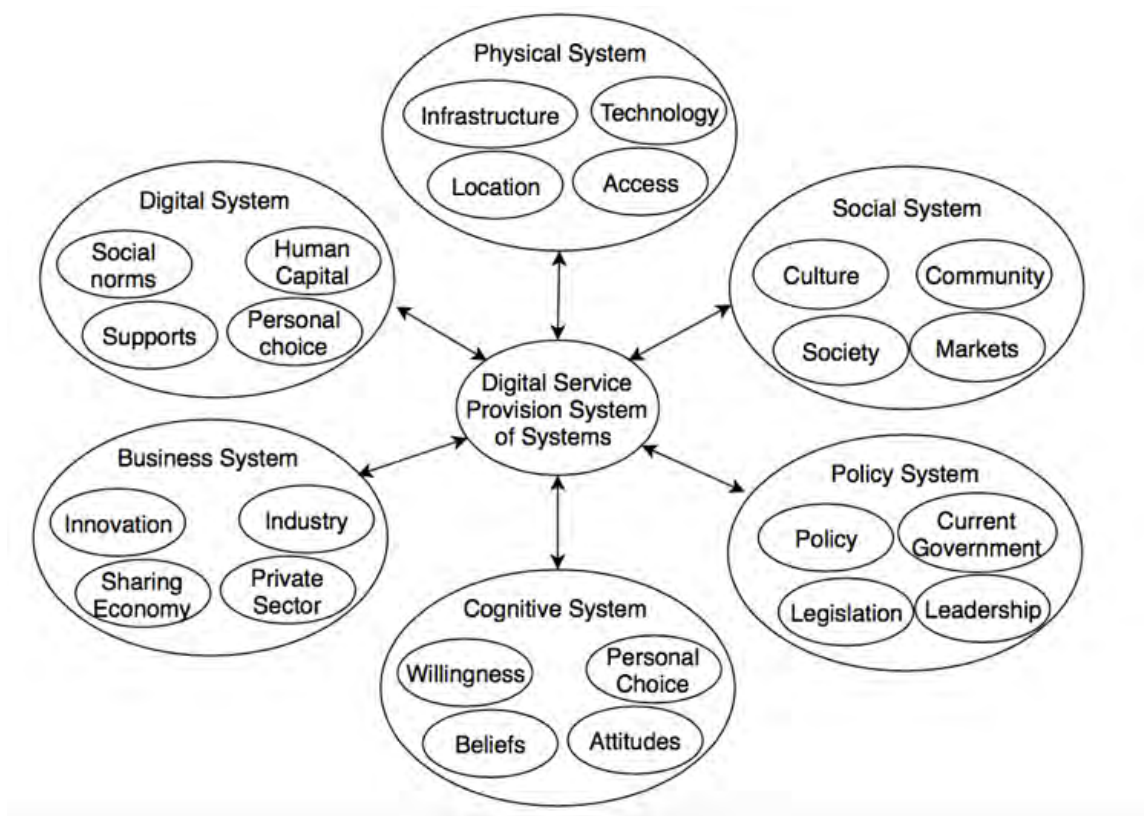 Physical System
Infrastructure
Technology
Location
Access
Digital System
Social
norms
Human
Capital
Supports
Personal
choice
Social System
Culture
Community
Society
Markets
Digital Service
Provision System
of Systems
Business System
Innovation
Industry
Sharing
Economy
Private
Sector
Cognitive System
Willingness
Personal
Choice
Beliefs
Attitudes
Policy System
Policy
Current
Government
Legislation
Leadership